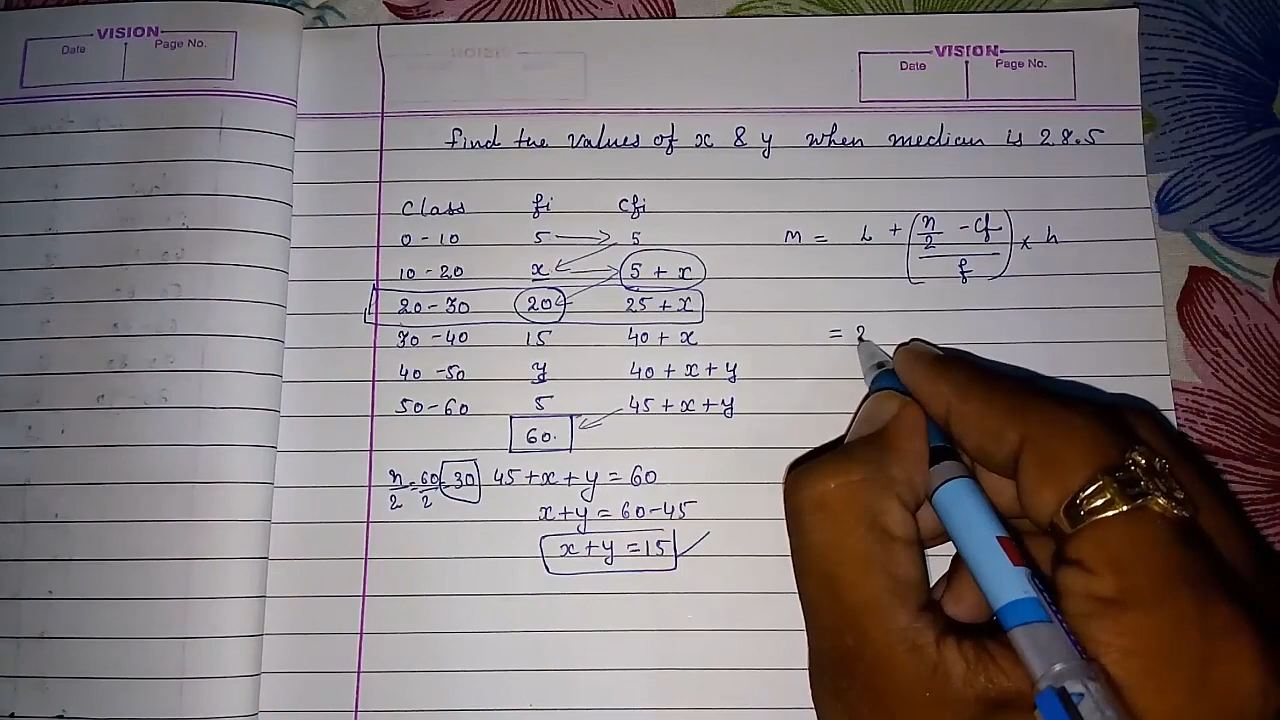 VISION
Date Page No.
VISION
Date Page No.
find the values of x & y when median is 28.5
Class fi cfi
0-10 5 5
10-20 x 5+x
20-30 20 25+x
30-40 15 40+x
40-50 y 40+x+y
50-60 5 45+x+y
60.
n/2 = 60/2 = 30 45+x+y=60
x+y=60-45
x+y=15
M = L + (n/2 - cf / f) × h
= 2